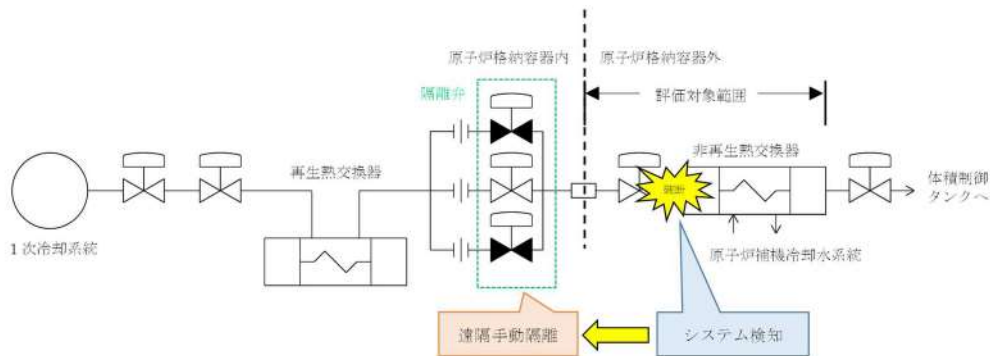 原子炉格納容器内
原子炉格納容器外
隔離弁
評価対象範囲
再生熱交換器
非再生熱交換器
1次冷却系統
体積制御
タンクへ
原子炉補機冷却水系統
遠隔手動隔離
システム検知